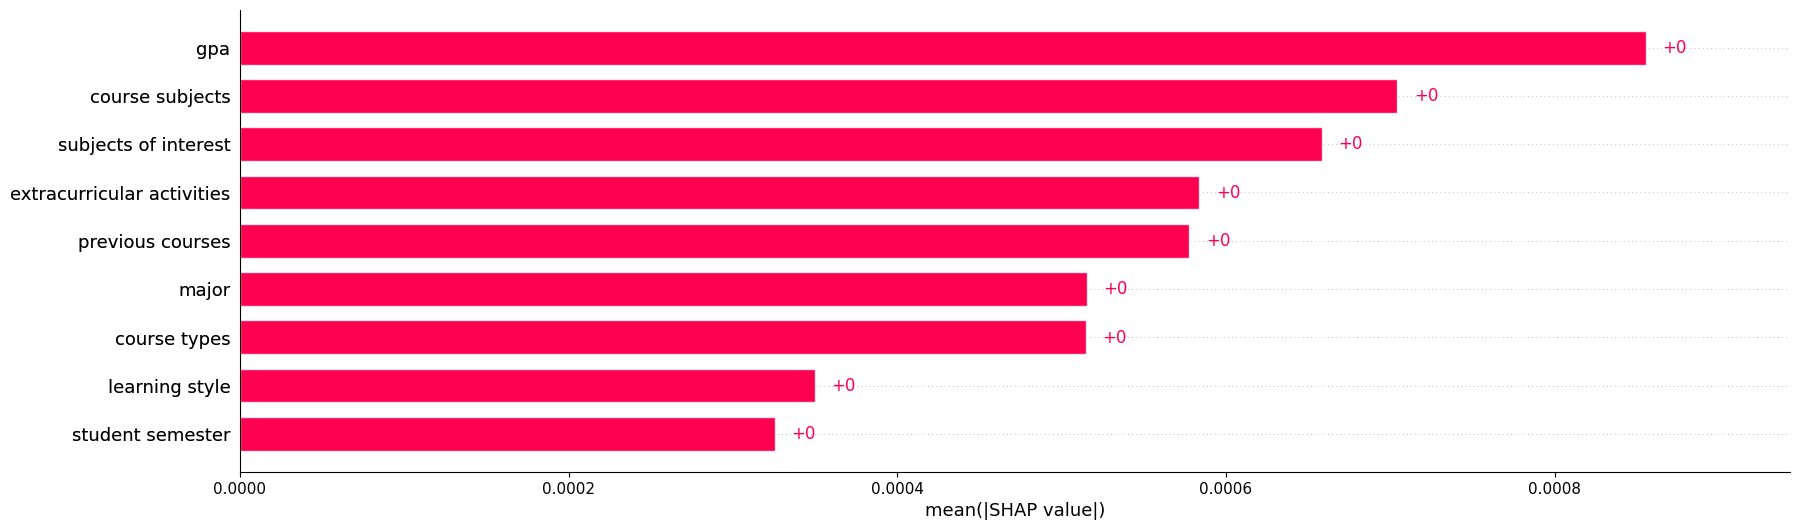 gpa +0
course subjects +0
subjects of interest +0
extracurricular activities +0
previous courses +0
major +0
course types +0
learning style +0
student semester +0
0.0000 0.0002 0.0004 0.0006 0.0008
mean(|SHAP value|)